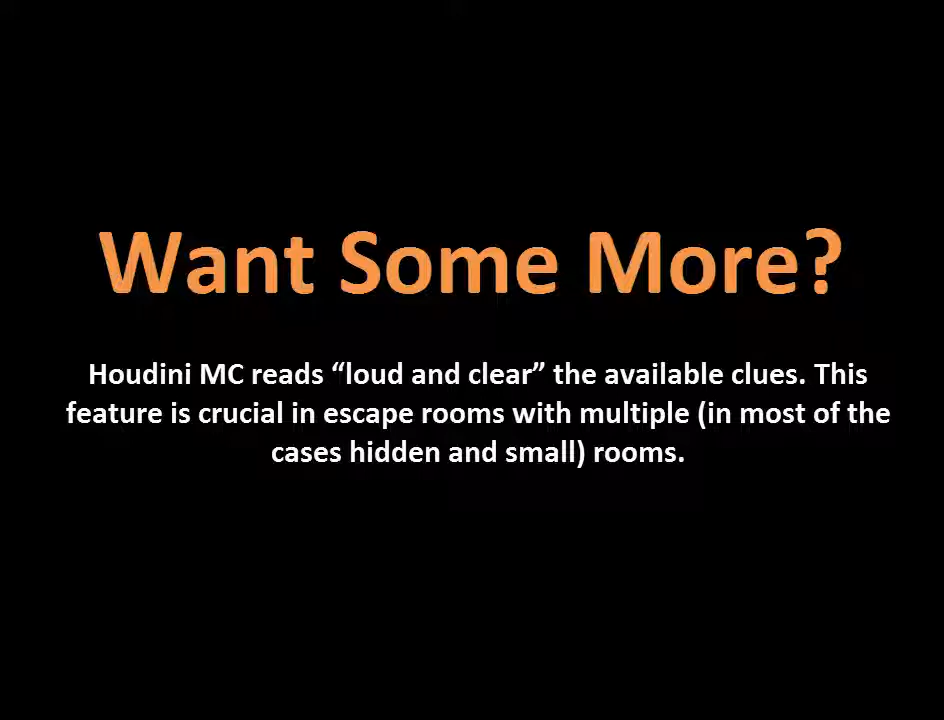 Want Some More?
Houdini MC reads “loud and clear” the available clues. This
feature is crucial in escape rooms with multiple (in most of the
cases hidden and small) rooms.